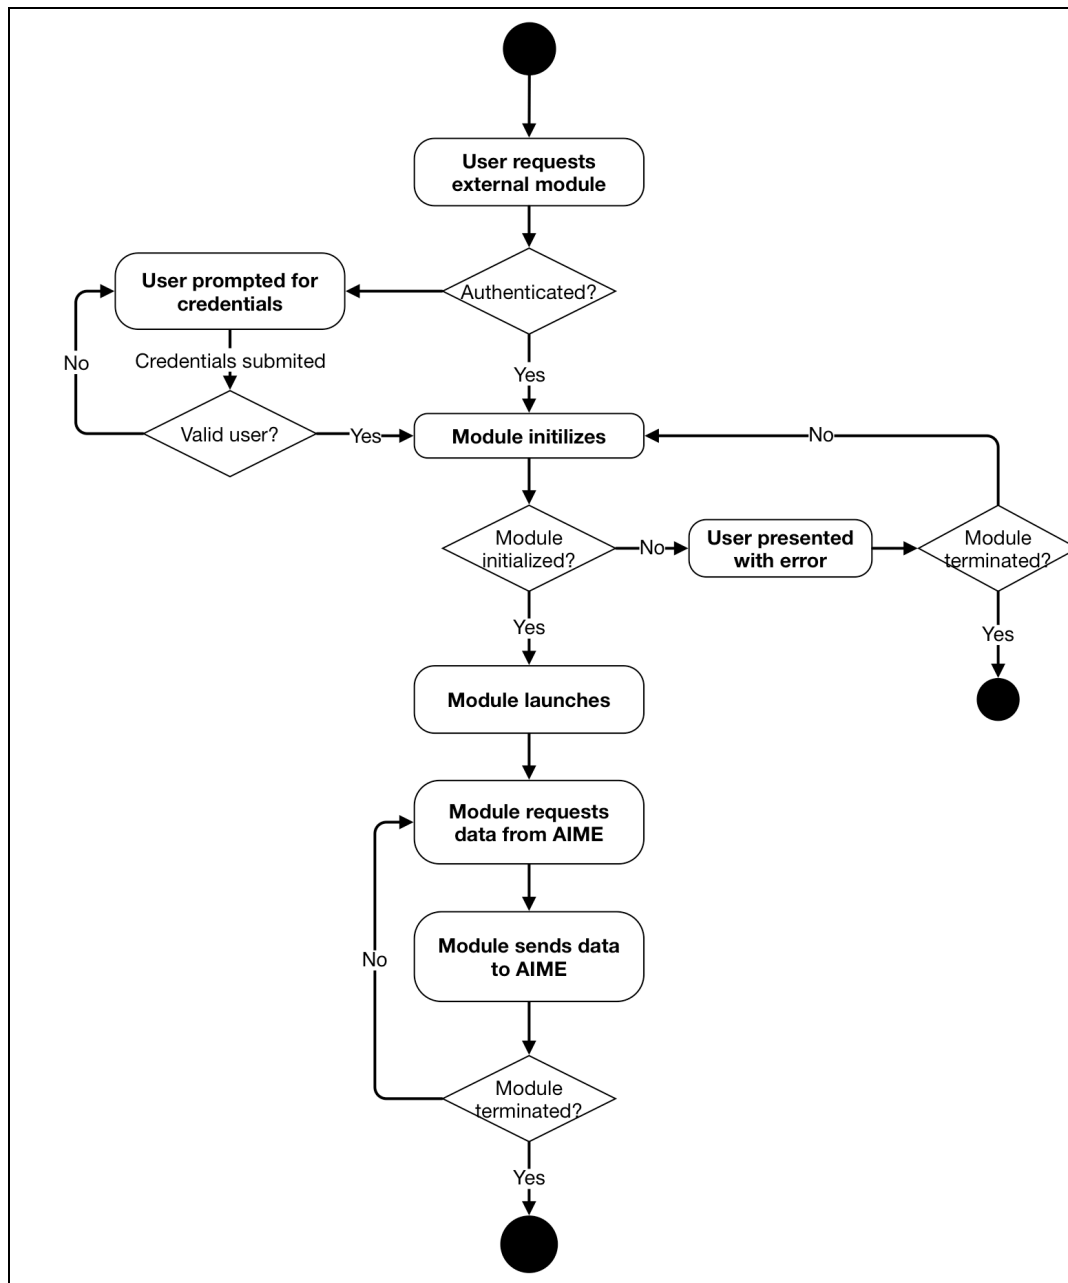 User requests
external module
Authenticated?
User prompted for
credentials
No
Credentials submited
Yes
Valid user?
Yes
Module initilizes
No
Module
initialized?
No
User presented
with error
Module
terminated?
Yes
Yes
Module launches
Module requests
data from AIME
Module sends data
to AIME
No
Module
terminated?
Yes